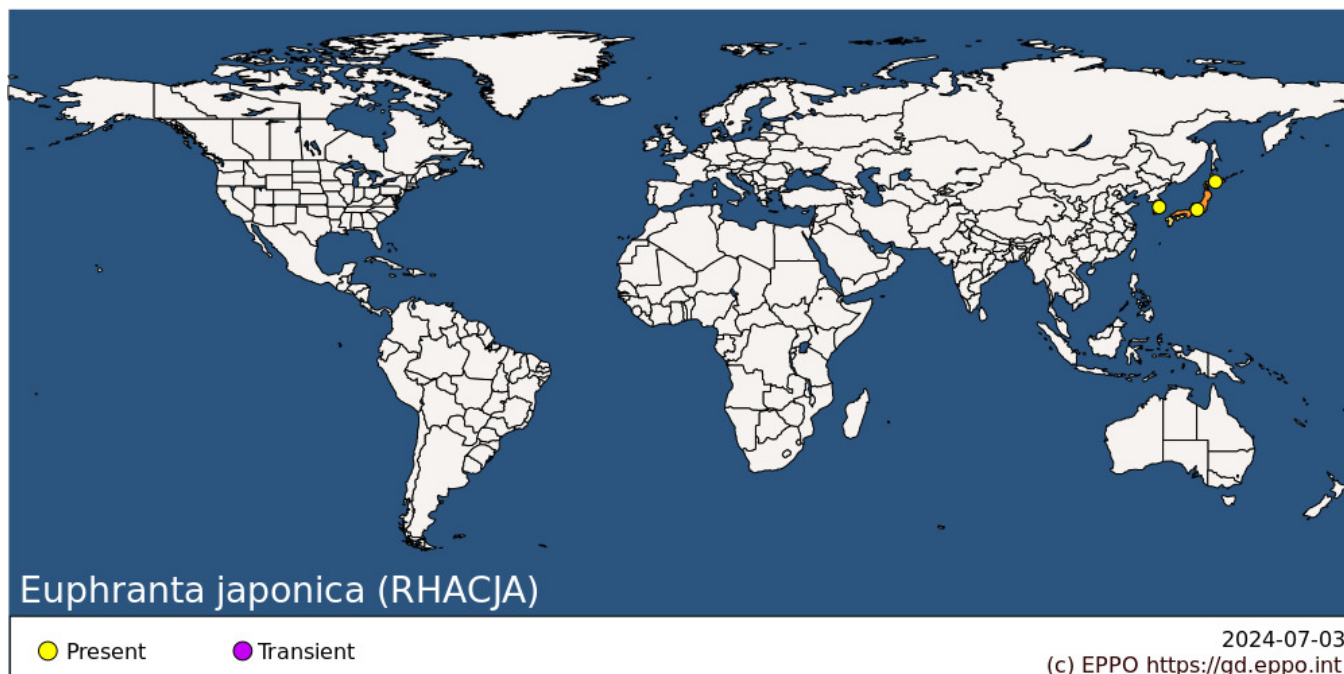 Euphranta japonica (RHACJA)
Present
Transient
2024-07-03
(c) EPPO https://gd.eppo.int